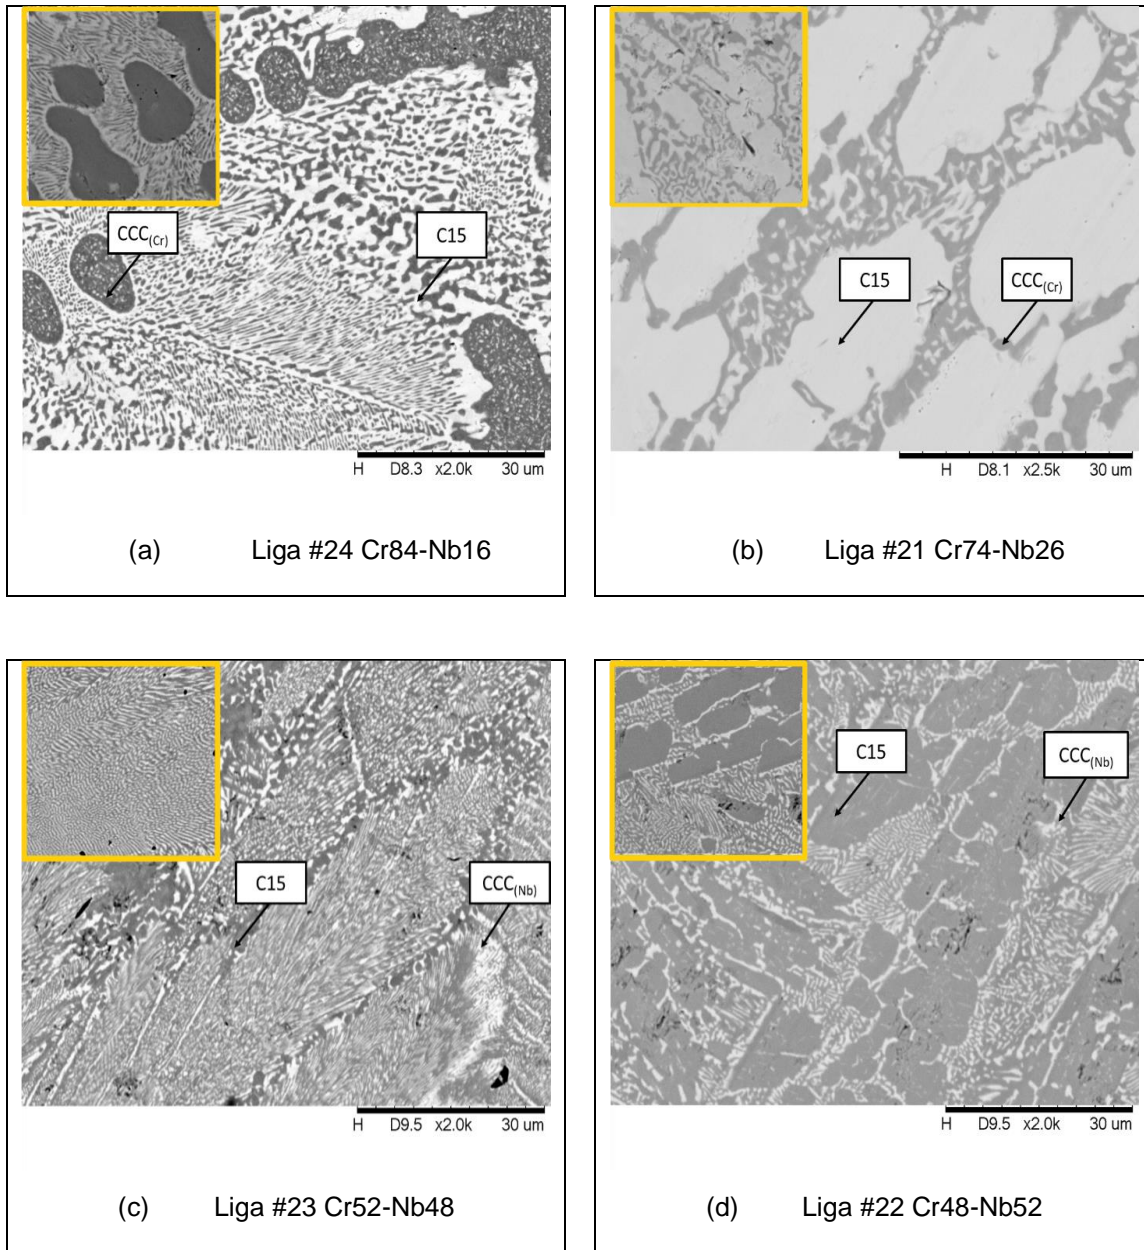 CCC(Cr)
C15
H D8.3 x2.0k 30 um
(a) Liga #24 Cr84-Nb16
C15
CCC(Cr)
H D8.1 x2.5k 30 um
(b) Liga #21 Cr74-Nb26
C15
CCC(Nb)
H D9.5 x2.0k 30 um
(c) Liga #23 Cr52-Nb48
C15
CCC(Nb)
H D9.5 x2.0k 30 um
(d) Liga #22 Cr48-Nb52